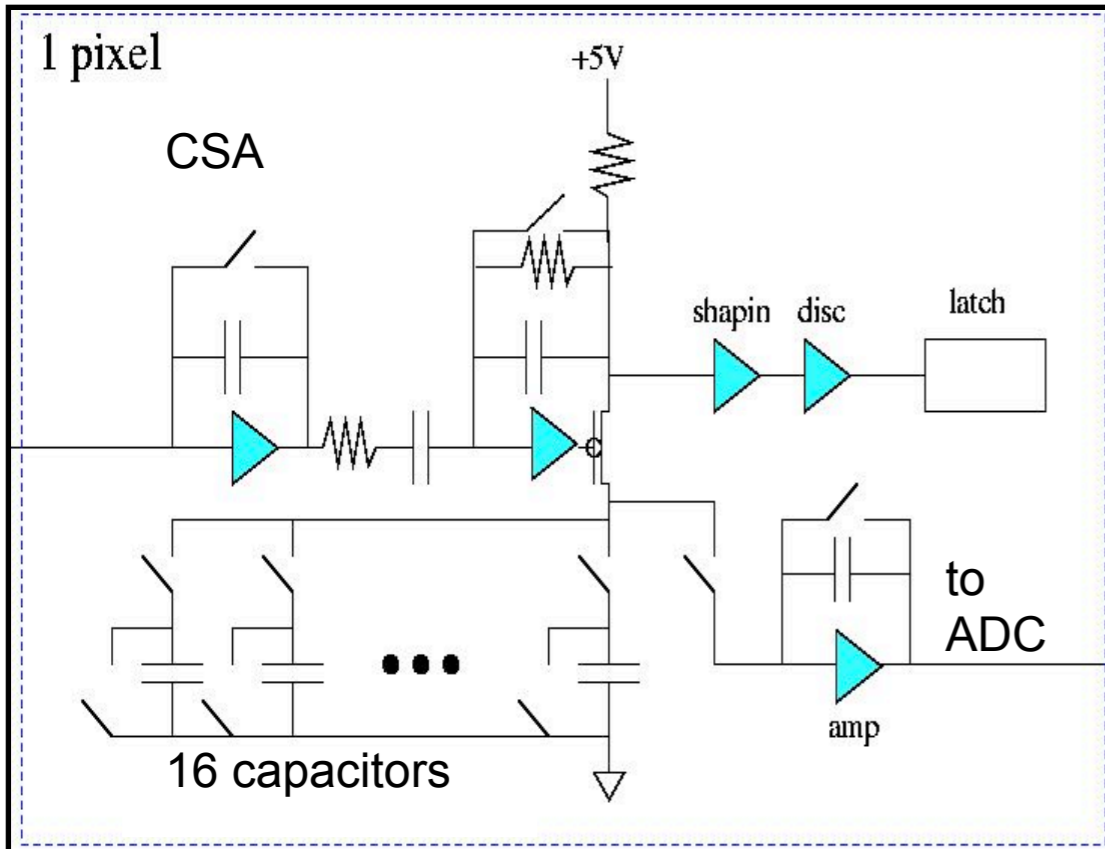 1 pixel
+5V
CSA
shapin
disc
latch
to
ADC
amp
16 capacitors